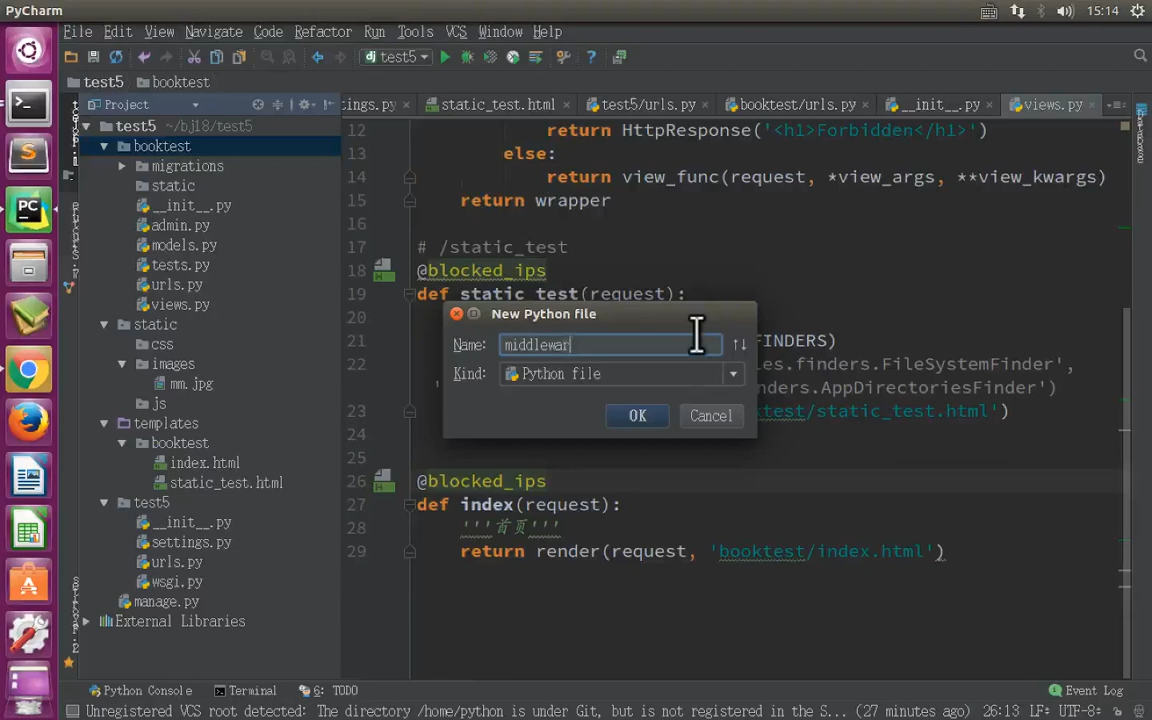 PyCharm
15:14
File Edit View Navigate Code Refactor Run Tools VCS Window Help
test5
test5 booktest
Project
tings.py static_test.html test5/urls.py booktest/urls.py __init__.py views.py
test5 ~/bj18/test5
booktest
migrations
static
__init__.py
admin.py
models.py
tests.py
urls.py
views.py
static
css
images
mm.jpg
js
templates
booktest
index.html
static_test.html
test5
__init__.py
settings.py
urls.py
wsgi.py
manage.py
External Libraries
12 return HttpResponse('<h1>Forbidden</h1>')
13 else:
14 return view_func(request, *view_args, **view_kwargs)
15 return wrapper
16
17 # /static_test
18 @blocked_ips
19 def static_test(request):
20
21 FINDERS)
22 es.finders.FileSystemFinder',
' nders.AppDirectoriesFinder')
23 ktest/static_test.html')
24
25
26 @blocked_ips
27 def index(request):
28 '''首页'''
29 return render(request, 'booktest/index.html')
New Python file
Name: middlewar
Kind: Python file
OK Cancel
Python Console Terminal 6: TODO Event Log
Unregistered VCS root detected: The directory /home/python is under Git, but is not registered in the S... (27 minutes ago) 26:13 LF÷ UTF-8÷